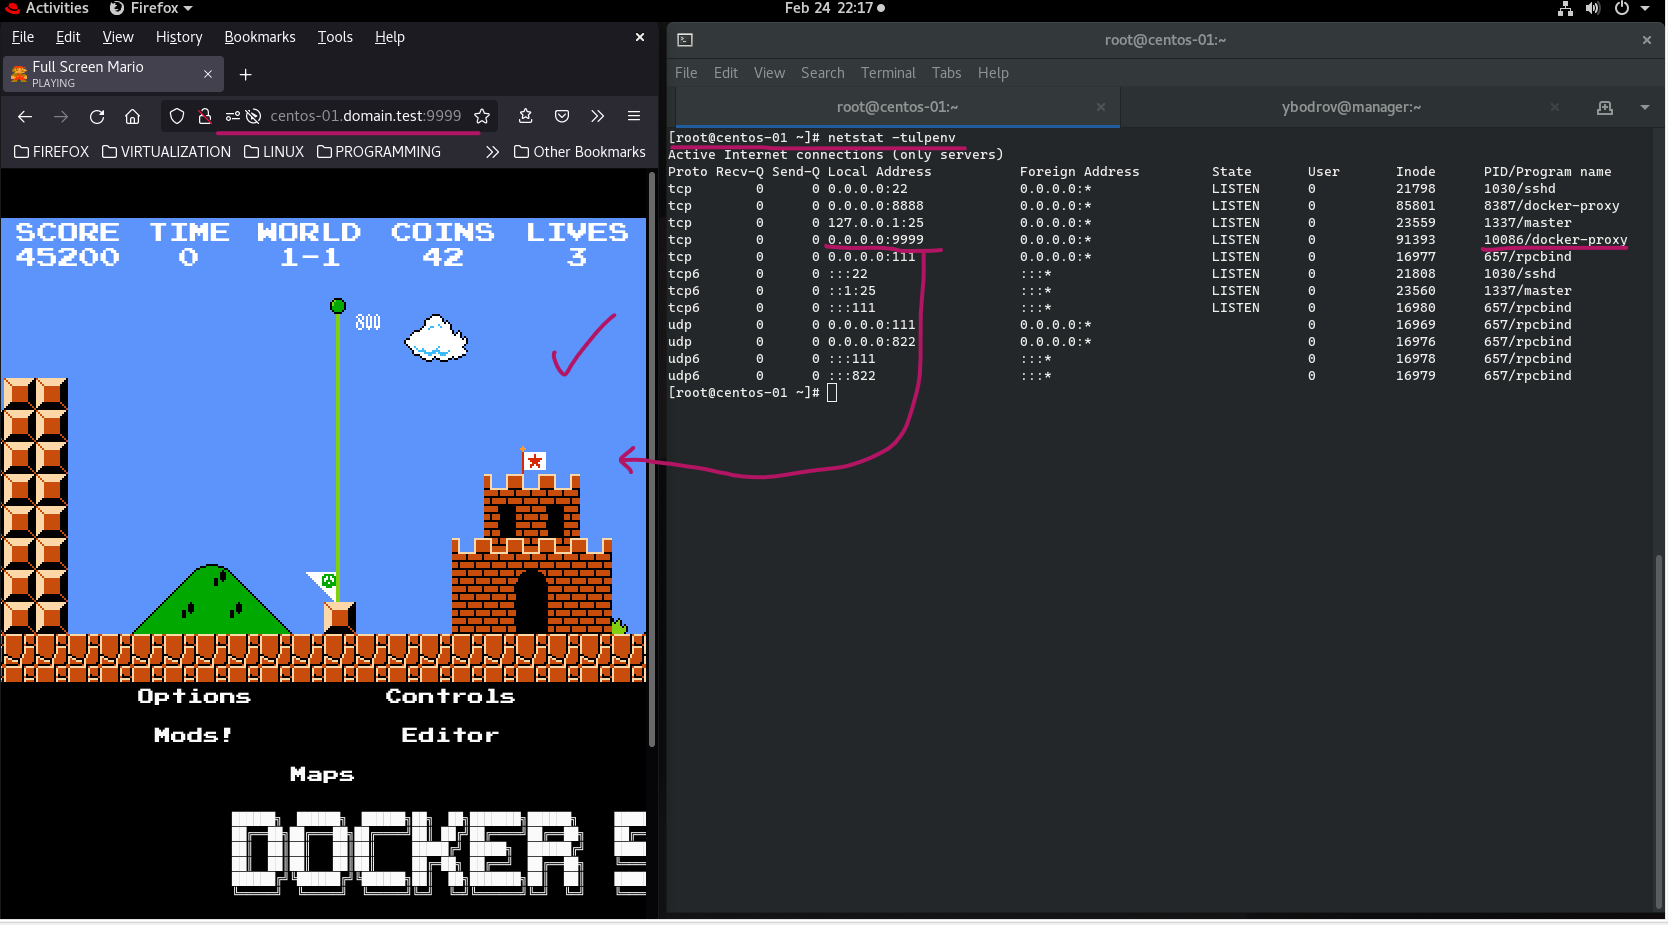 Activities Firefox Feb 24 22:17
File Edit View History Bookmarks Tools Help
Full Screen Mario
PLAYING
centos-01.domain.test:9999
FIREFOX VIRTUALIZATION LINUX PROGRAMMING Other Bookmarks
SCORE TIME WORLD COINS LIVES
45200 0 1-1 42 3
800
Options Controls
Mods! Editor
Maps
DOCKER
root@centos-01:~
File Edit View Search Terminal Tabs Help
root@centos-01:~ ybodrov@manager:~
[root@centos-01 ~]# netstat -tulpenv
Active Internet connections (only servers)
Proto Recv-Q Send-Q Local Address Foreign Address State User Inode PID/Program name
tcp 0 0 0.0.0.0:22 0.0.0.0:* LISTEN 0 21798 1030/sshd
tcp 0 0 0.0.0.0:8888 0.0.0.0:* LISTEN 0 85801 8387/docker-proxy
tcp 0 0 127.0.0.1:25 0.0.0.0:* LISTEN 0 23559 1337/master
tcp 0 0 0.0.0.0:9999 0.0.0.0:* LISTEN 0 91393 10086/docker-proxy
tcp 0 0 0.0.0.0:111 0.0.0.0:* LISTEN 0 16977 657/rpcbind
tcp6 0 0 :::22 :::* LISTEN 0 21808 1030/sshd
tcp6 0 0 ::1:25 :::* LISTEN 0 23560 1337/master
tcp6 0 0 :::111 :::* LISTEN 0 16980 657/rpcbind
udp 0 0 0.0.0.0:111 0.0.0.0:* 0 16969 657/rpcbind
udp 0 0 0.0.0.0:822 0.0.0.0:* 0 16976 657/rpcbind
udp6 0 0 :::111 :::* 0 16978 657/rpcbind
udp6 0 0 :::822 :::* 0 16979 657/rpcbind
[root@centos-01 ~]#